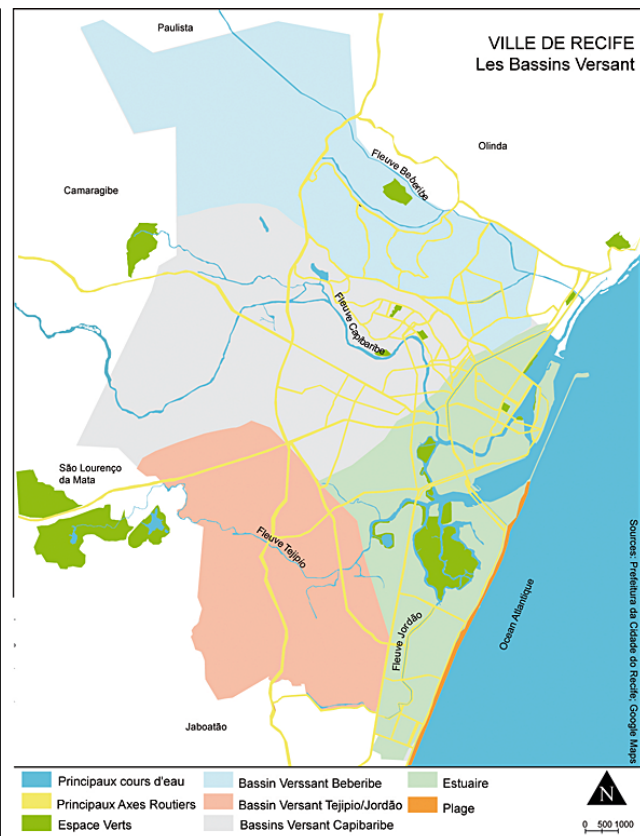 VILLE DE RECIFE
Les Bassins Versant
Paulista
Olinda
Camaragibe
Fleuve Beberibe
Fleuve Capibaribe
São Lourenço
da Mata
Fleuve Tejipío
Fleuve Jordão
Ocean Atlantique
Jaboatão
Sources: Prefeitura da Cidade do Recife; Google Maps
Principaux cours d'eau
Principaux Axes Routiers
Espace Verts
Bassin Verssant Beberibe
Bassin Versant Tejipio/Jordão
Bassins Versant Capibaribe
Estuaire
Plage
N
0 500 1000